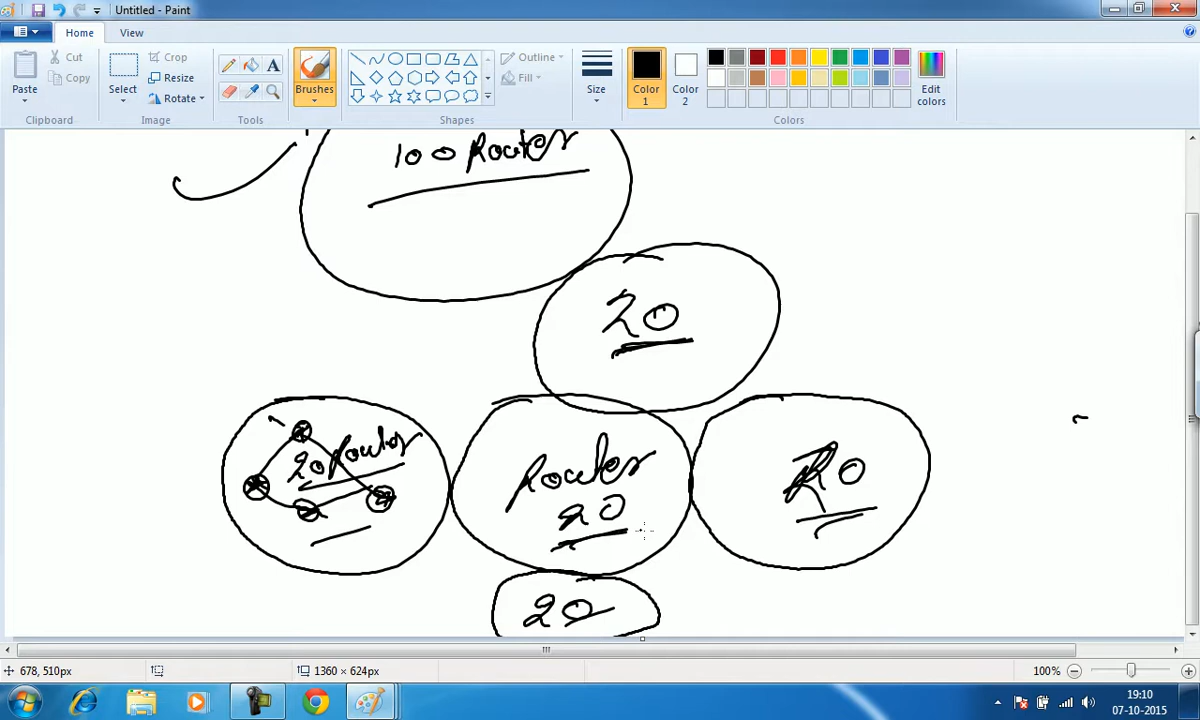 Untitled - Paint
Home View
Cut
Copy
Paste
Clipboard
Select
Crop
Resize
Rotate
Image
A
Tools
Brushes
Outline
Fill
Shapes
Size
Color 1
Color 2
Edit colors
Colors
100 Router
20
20 Router
Router
20
20
20
678, 510px
1360 × 624px
100%
19:10
07-10-2015